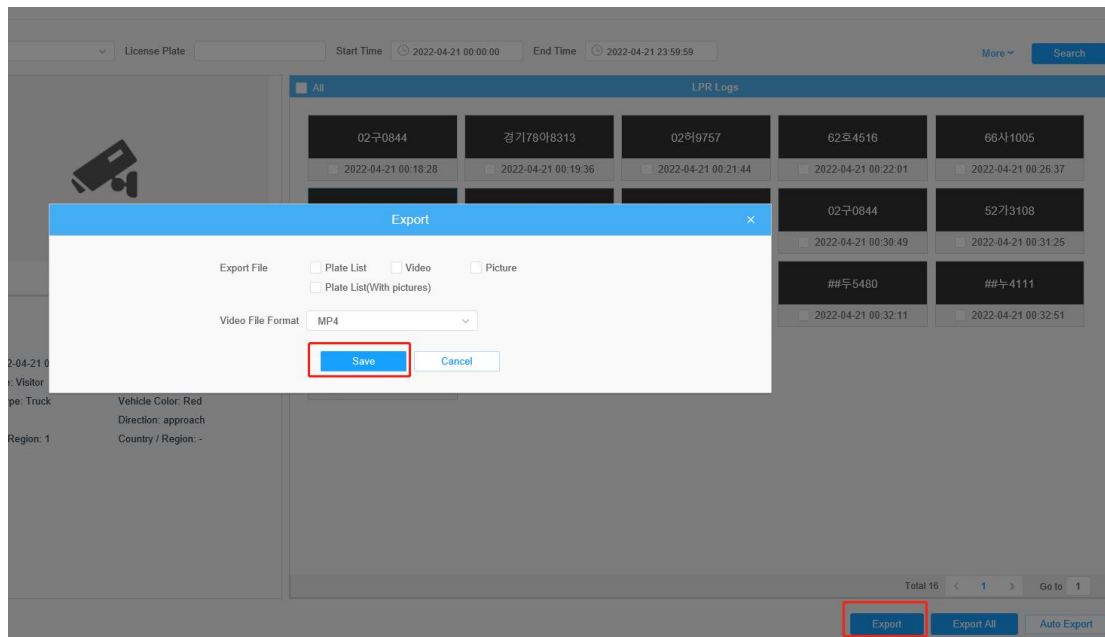 License Plate
Start Time 2022-04-21 00:00:00 End Time 2022-04-21 23:59:59
More Search
All LPR Logs
02구0844 경기78아8313 02허9757 62호4516 66사1005
2022-04-21 00:18:28 2022-04-21 00:19:36 2022-04-21 00:21:44 2022-04-21 00:22:01 2022-04-21 00:26:37
02구0844 52가3108
2022-04-21 00:30:49 2022-04-21 00:31:25
##두5480 ##누4111
2022-04-21 00:32:11 2022-04-21 00:32:51
Export ×
Export File Plate List Video Picture
Plate List(With pictures)
Video File Format MP4
Save Cancel
2-04-21 0
: Visitor
pe: Truck Vehicle Color: Red
Direction: approach
Region: 1 Country / Region: -
Total 16 < 1 > Go to 1
Export Export All Auto Export